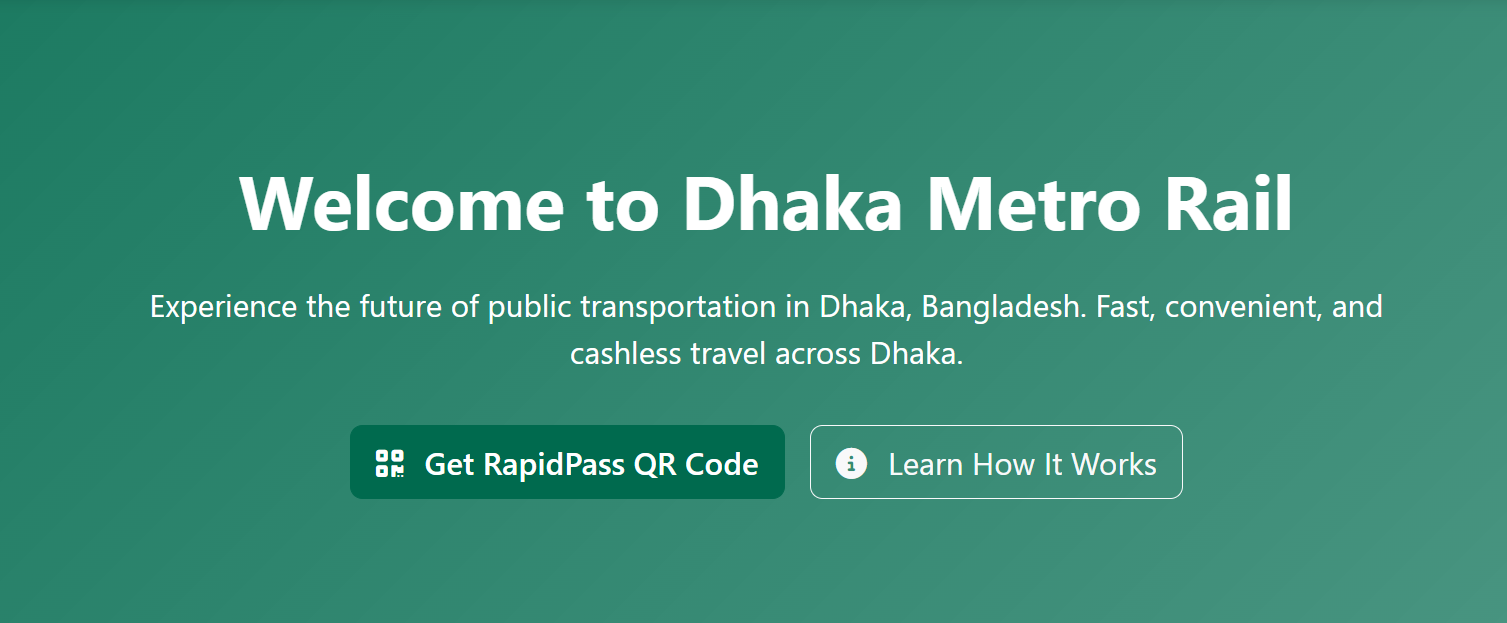 Welcome to Dhaka Metro Rail
Experience the future of public transportation in Dhaka, Bangladesh. Fast, convenient, and
cashless travel across Dhaka.
Get RapidPass QR Code
Learn How It Works